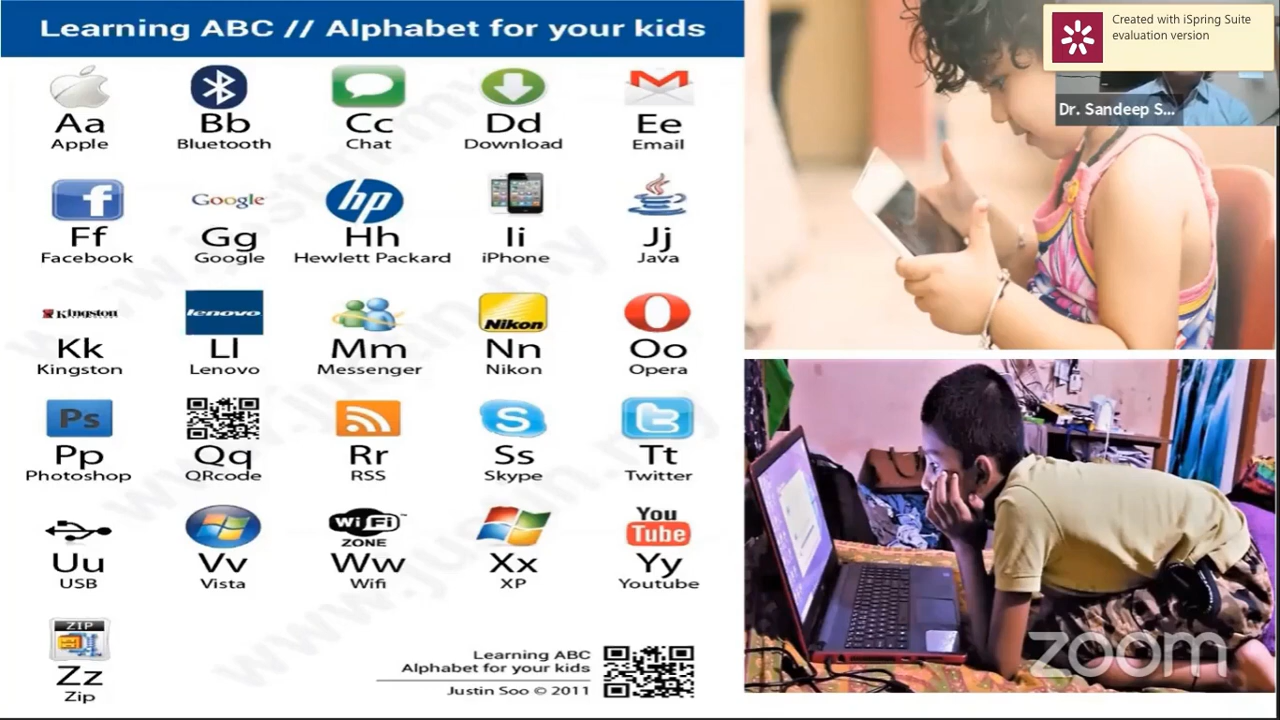 Learning ABC // Alphabet for your kids
Aa
Apple
Bb
Bluetooth
Cc
Chat
Dd
Download
Ee
Email
f
Ff
Facebook
Google
Gg
Google
hp
Hh
Hewlett Packard
Ii
iPhone
Jj
Java
Kingston
Kk
Kingston
lenovo
Ll
Lenovo
Mm
Messenger
Nikon
Nn
Nikon
Oo
Opera
Ps
Pp
Photoshop
Qq
QRcode
Rr
RSS
S
Ss
Skype
t
Tt
Twitter
Uu
USB
Vv
Vista
WiFi
ZONE
Ww
Wifi
Xx
XP
You
Tube
Yy
Youtube
ZIP
Zz
Zip
Learning ABC
Alphabet for your kids
Justin Soo © 2011
Created with iSpring Suite
evaluation version
Dr. Sandeep S...
zoom